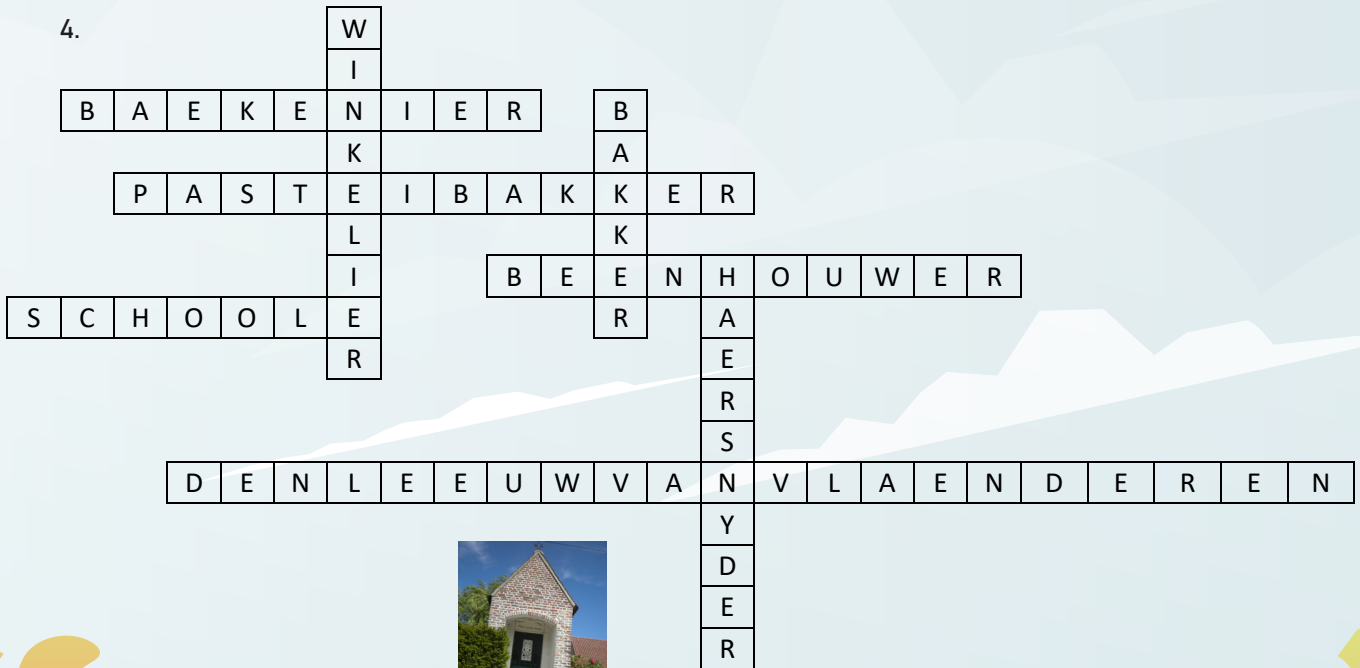 4.
WINKELIER
BAEKENIER
BAKKER
PASTEIBAKKER
BEENHOUWER
SCHOOLE
HAERSNYDER
DENLEEUWVANVLAENDEREN